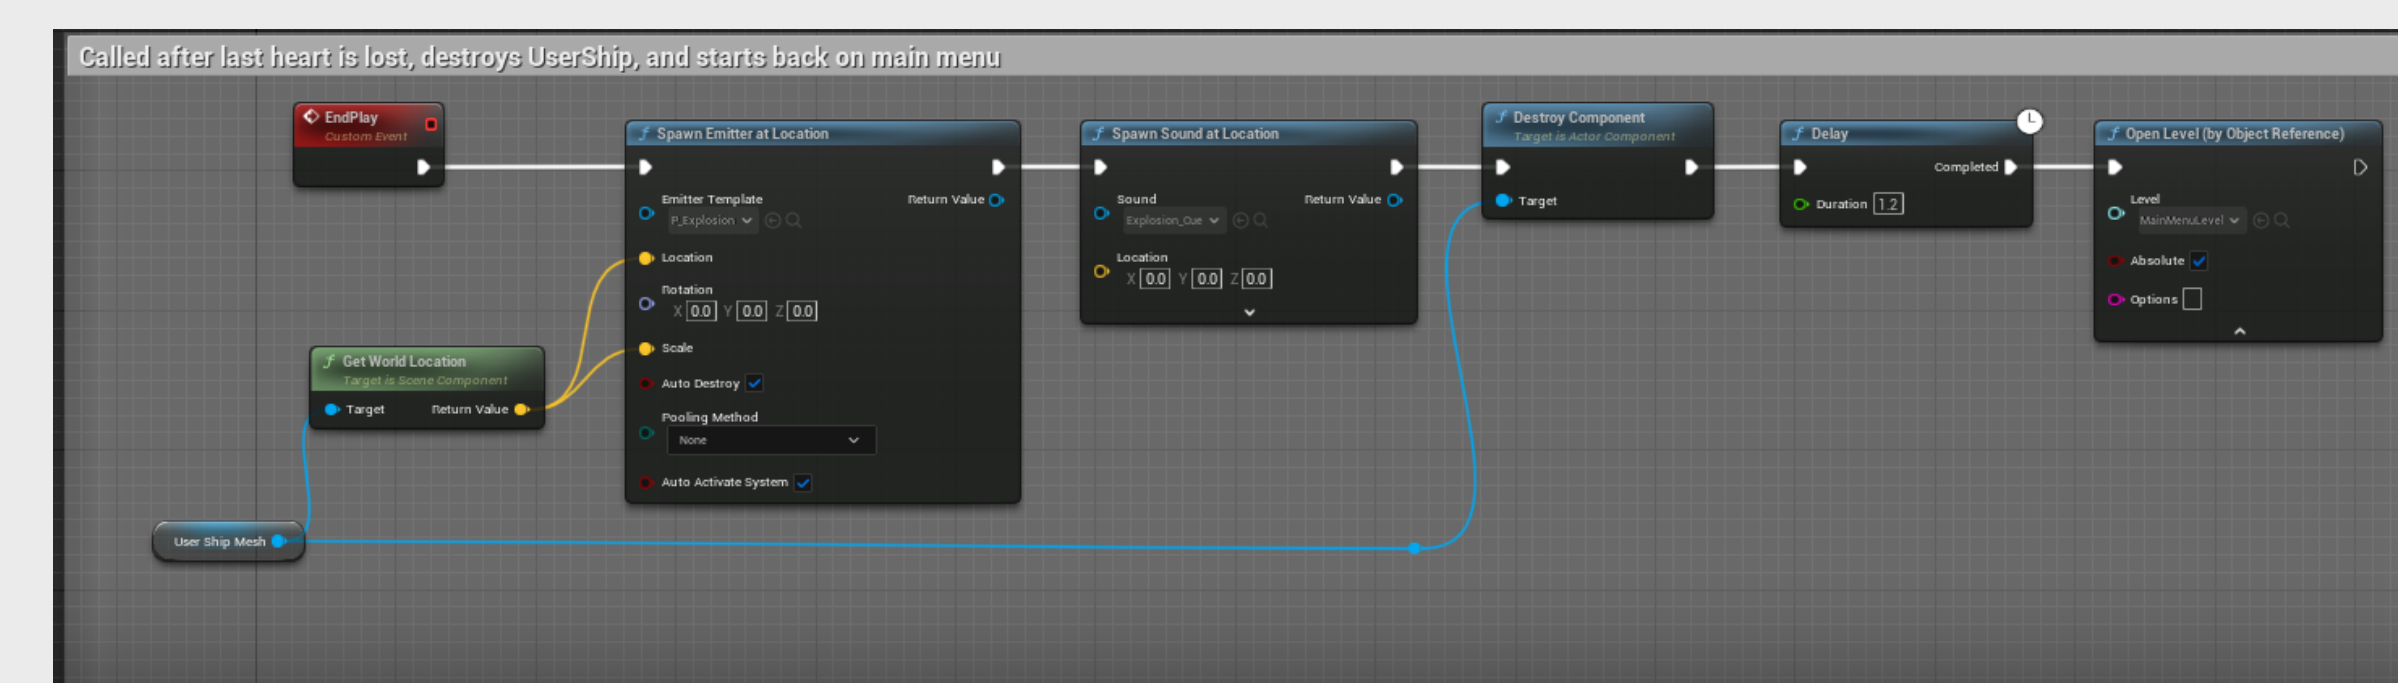 Called after last heart is lost, destroys UserShip, and starts back on main menu
EndPlay
Custom Event
Spawn Emitter at Location
Emitter Template
P_Explosion
Return Value
Location
Rotation
X 0.0 Y 0.0 Z 0.0
Scale
Auto Destroy
Pooling Method
None
Auto Activate System
Get World Location
Target is Scene Component
Target Return Value
User Ship Mesh
Spawn Sound at Location
Sound Return Value
Explosion_Cue
Location
X 0.0 Y 0.0 Z 0.0
Destroy Component
Target is Actor Component
Target
Delay
Completed
Duration 1.2
Open Level (by Object Reference)
Level
MainMenuLevel
Absolute
Options